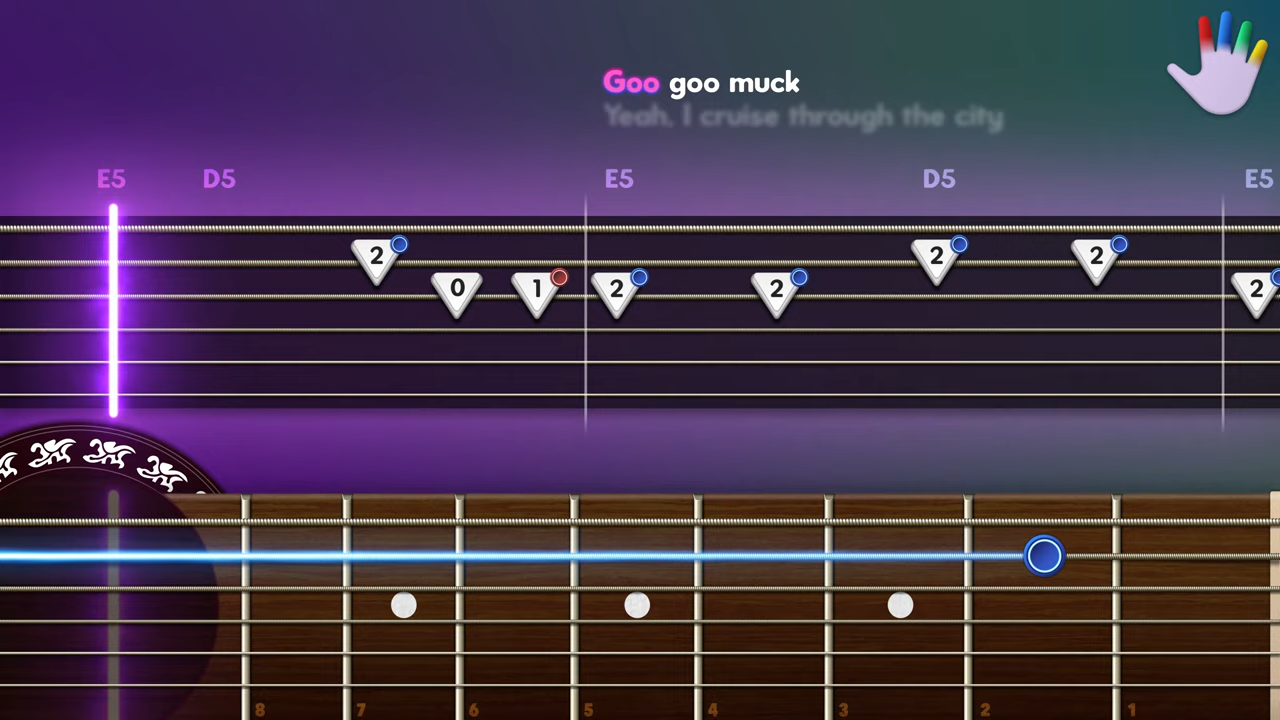 Goo goo muck
Yeah, I cruise through the city
E5 D5 E5 D5 E5
2 2 2
0 1 2 2 2
8 7 6 5 4 3 2 1